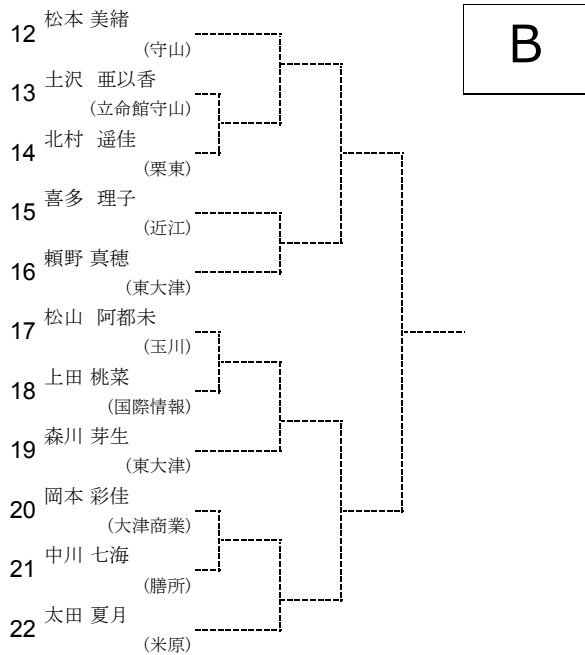 B
12 松本 美緒
(守山)
13 土沢 亜以香
(立命館守山)
14 北村 遥佳
(栗東)
15 喜多 理子
(近江)
16 頼野 真穂
(東大津)
17 松山 阿都未
(玉川)
18 上田 桃菜
(国際情報)
19 森川 芽生
(東大津)
20 岡本 彩佳
(大津商業)
21 中川 七海
(膳所)
22 太田 夏月
(米原)